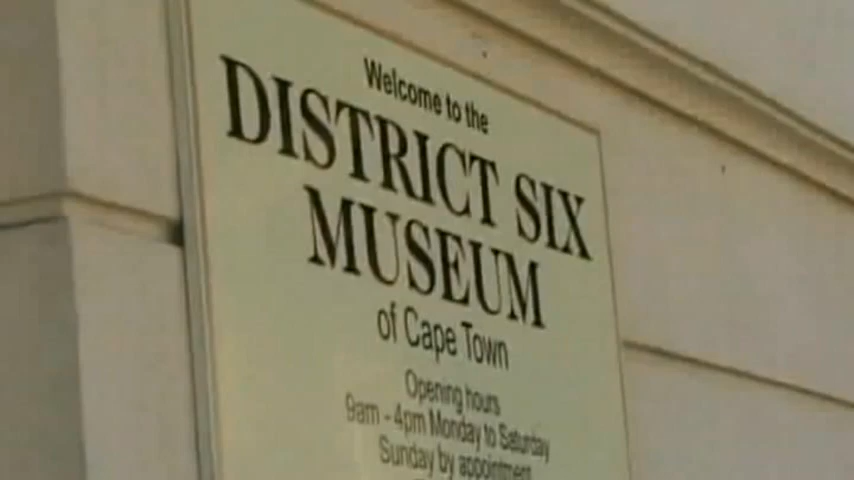 Welcome to the
DISTRICT SIX
MUSEUM
of Cape Town
Opening hours
9am - 4pm Monday to Saturday
Sunday by appointment